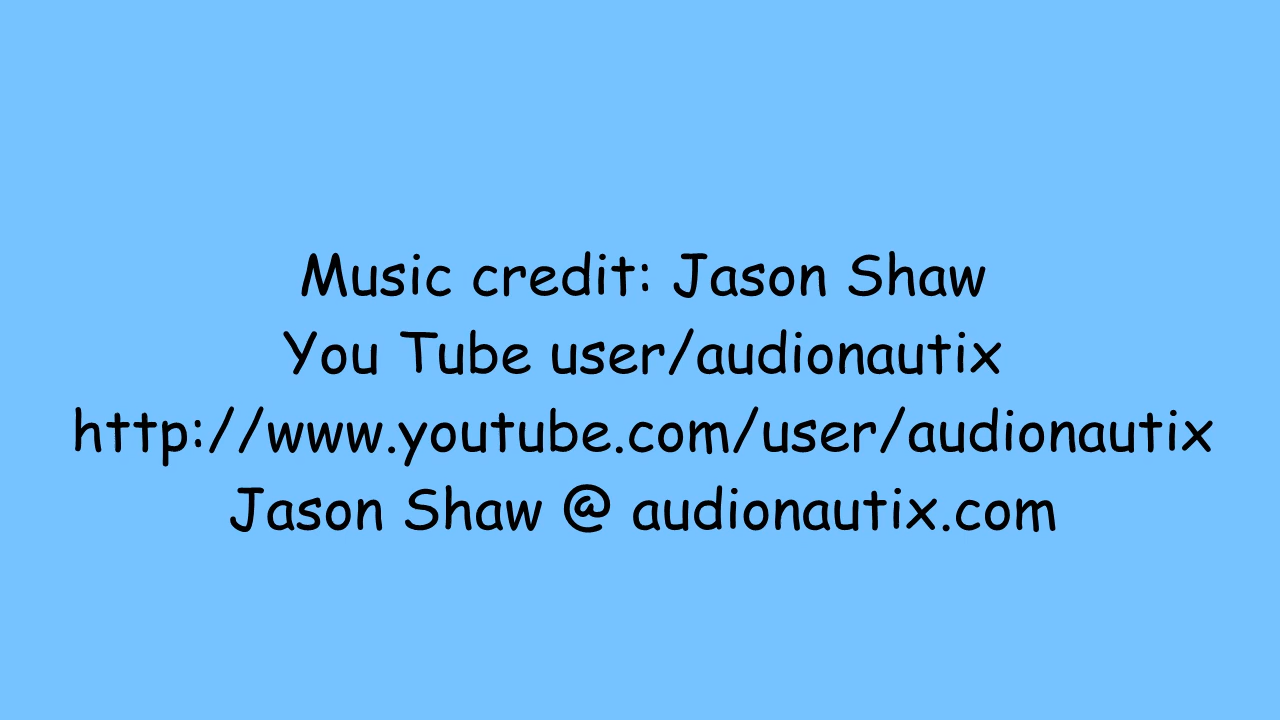 Music credit: Jason Shaw
You Tube user/audionautix
http://www.youtube.com/user/audionautix
Jason Shaw @ audionautix.com